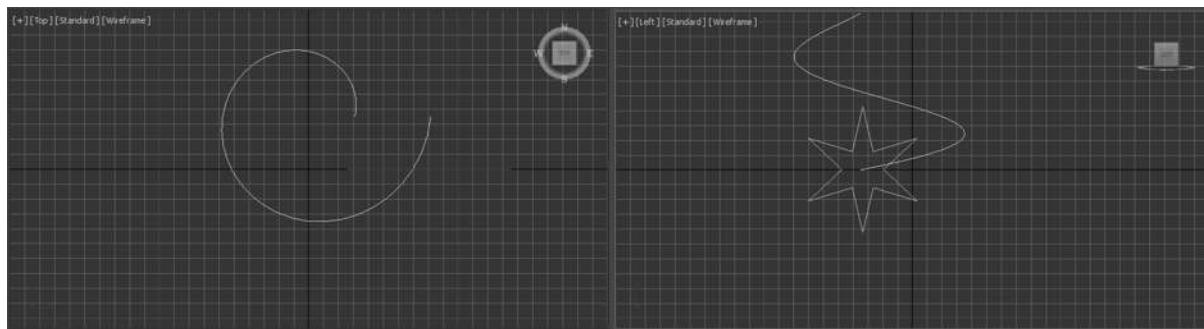 [+] [Top] [Standard] [Wireframe]
N
W
E
S
[+] [Left] [Standard] [Wireframe]